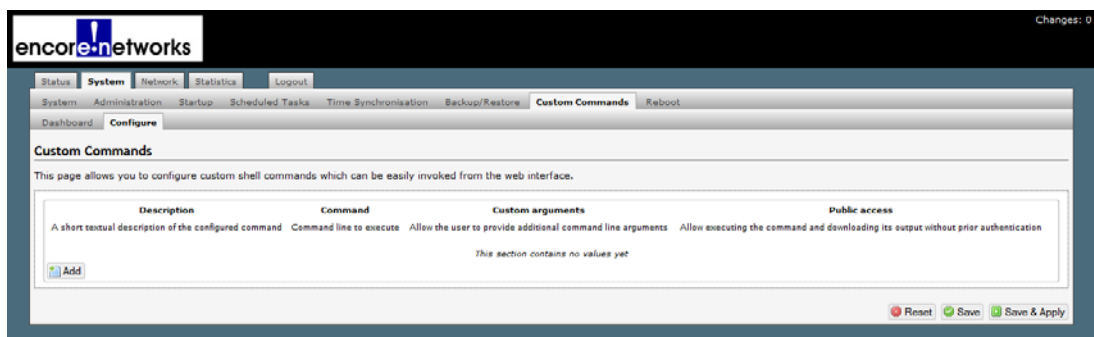 Changes: 0
encore!networks
Status System Network Statistics Logout
System Administration Startup Scheduled Tasks Time Synchronisation Backup/Restore Custom Commands Reboot
Dashboard Configure
Custom Commands
This page allows you to configure custom shell commands which can be easily invoked from the web interface.
Description Command Custom arguments Public access
A short textual description of the configured command Command line to execute Allow the user to provide additional command line arguments Allow executing the command and downloading its output without prior authentication
This section contains no values yet
Add
Reset Save Save & Apply